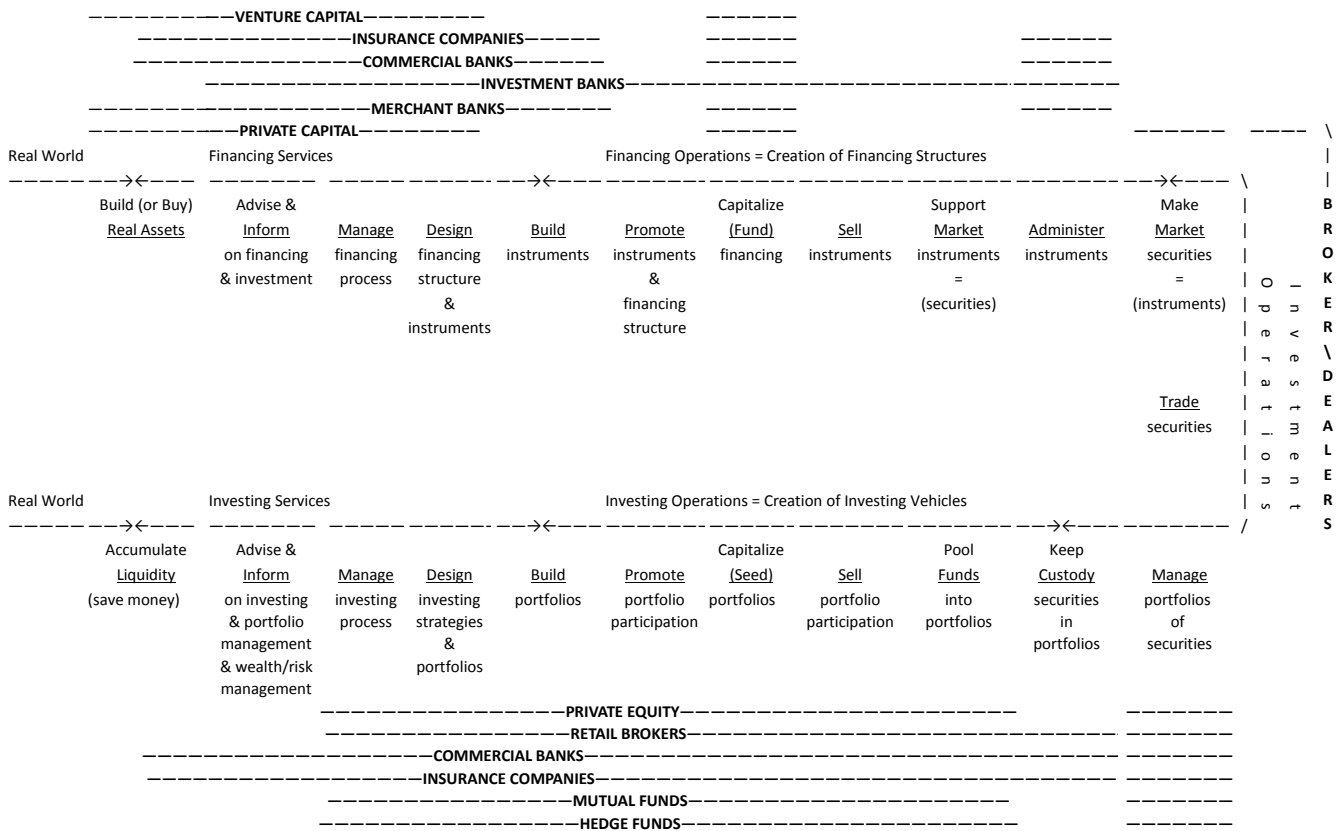 VENTURE CAPITAL
INSURANCE COMPANIES
COMMERCIAL BANKS
INVESTMENT BANKS
MERCHANT BANKS
PRIVATE CAPITAL
Real World Financing Services Financing Operations = Creation of Financing Structures
Build (or Buy) Advise & Capitalize Support Make
Real Assets Inform Manage Design Build Promote (Fund) Sell Market Administer Market
on financing financing financing instruments instruments financing instruments instruments instruments securities
& investment process structure & = =
& financing (securities) (instruments)
instruments structure
Trade
securities
Investment
Operations
BROKER\DEALERS
Real World Investing Services Investing Operations = Creation of Investing Vehicles
Accumulate Advise & Capitalize Pool Keep
Liquidity Inform Manage Design Build Promote (Seed) Sell Funds Custody Manage
(save money) on investing investing investing portfolios portfolio portfolios portfolio into securities portfolios
& portfolio process strategies participation participation portfolios in of
management & portfolios securities
& wealth/risk portfolios
management
PRIVATE EQUITY
RETAIL BROKERS
COMMERCIAL BANKS
INSURANCE COMPANIES
MUTUAL FUNDS
HEDGE FUNDS